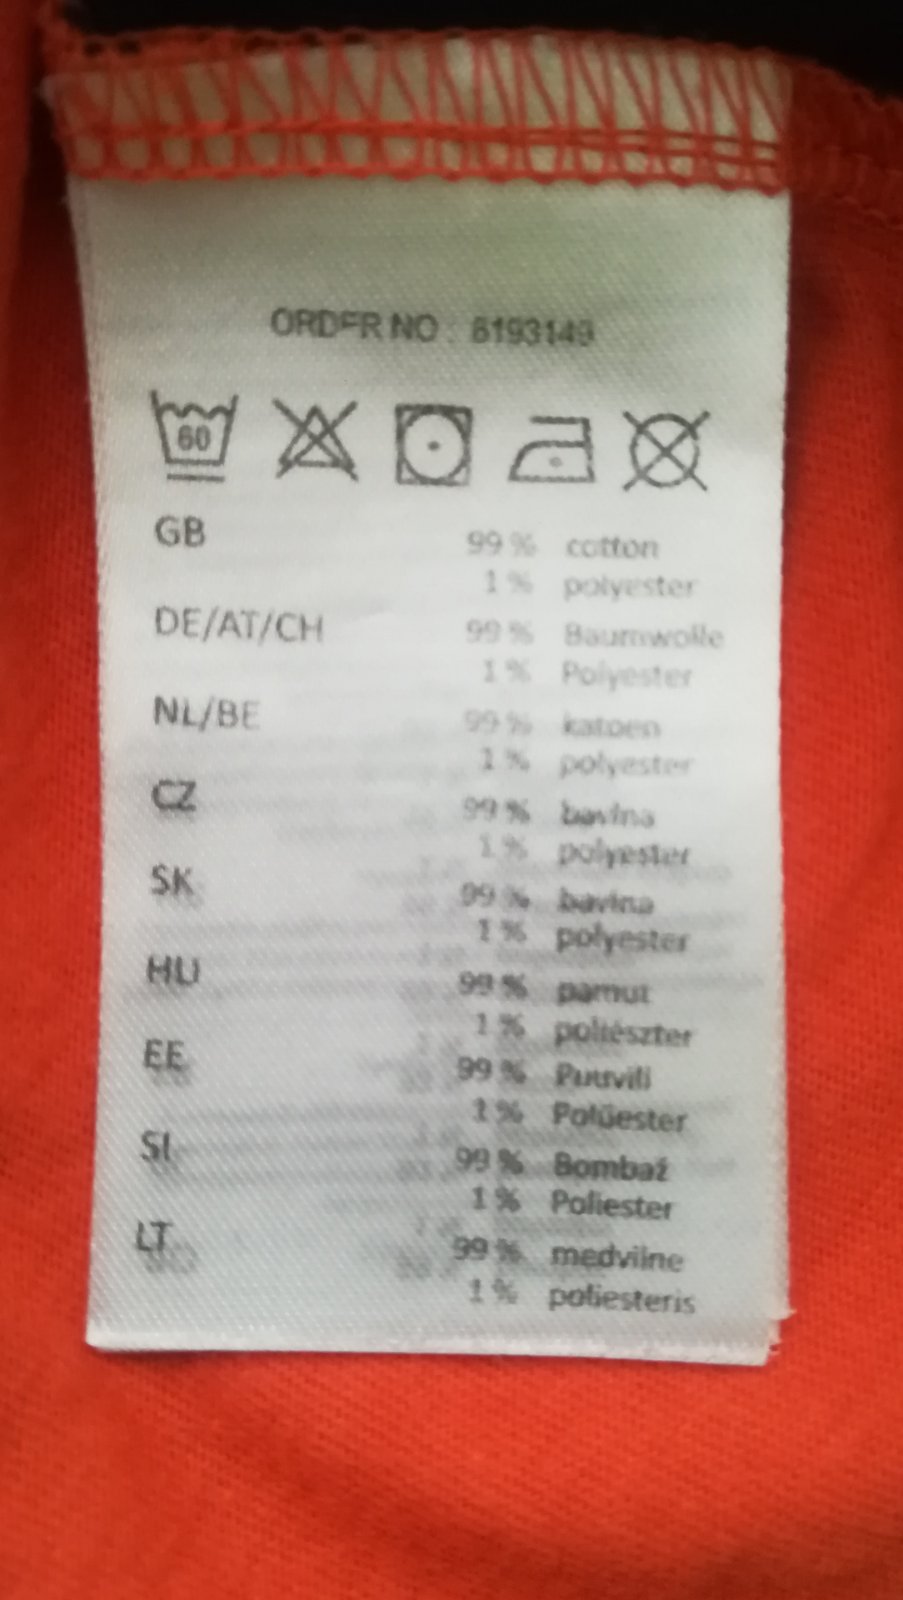 ORDER NO : 8193149
60
GB 99 % cotton
1 % polyester
DE/AT/CH 99 % Baumwolle
1 % Polyester
NL/BE 99 % katoen
1 % polyester
CZ 99 % bavlna
1 % polyester
SK 99 % bavlna
1 % polyester
HU 99 % pamut
1 % poliészter
EE 99 % Puuvill
1 % Polüester
SI 99 % Bombaž
1 % Poliester
LT 99 % medvilne
1 % poliesteris